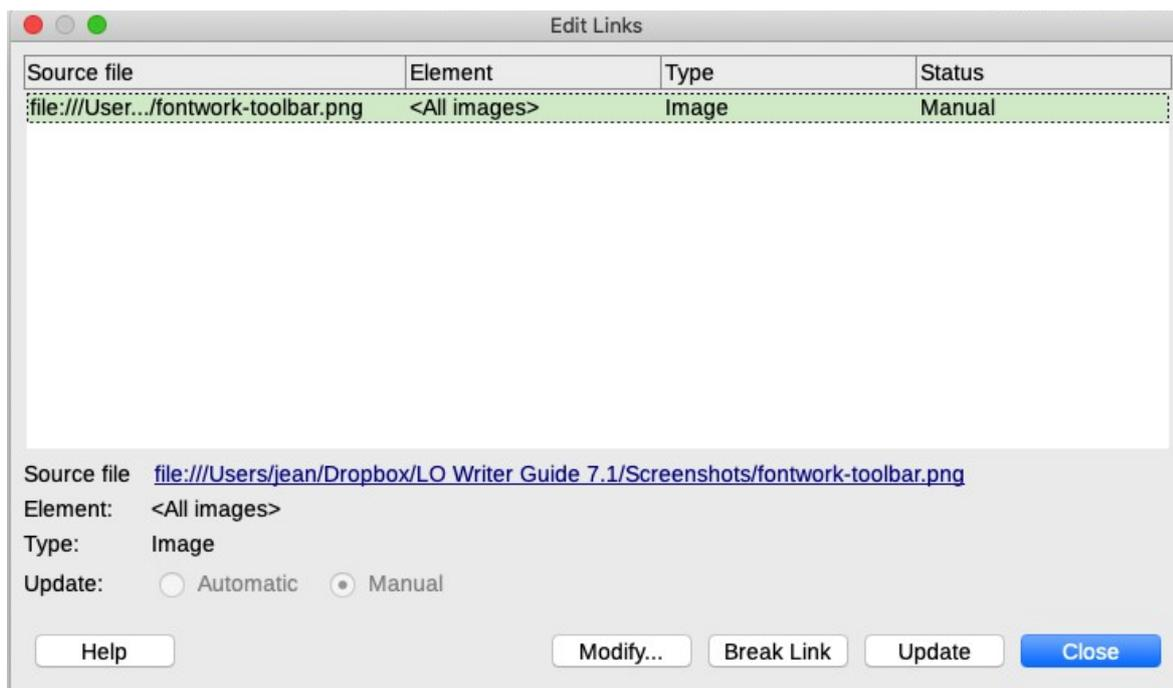 Edit Links
Source file Element Type Status
file:///User.../fontwork-toolbar.png <All images> Image Manual
Source file file:///Users/jean/Dropbox/LO Writer Guide 7.1/Screenshots/fontwork-toolbar.png
Element: <All images>
Type: Image
Update: Automatic Manual
Help Modify... Break Link Update Close